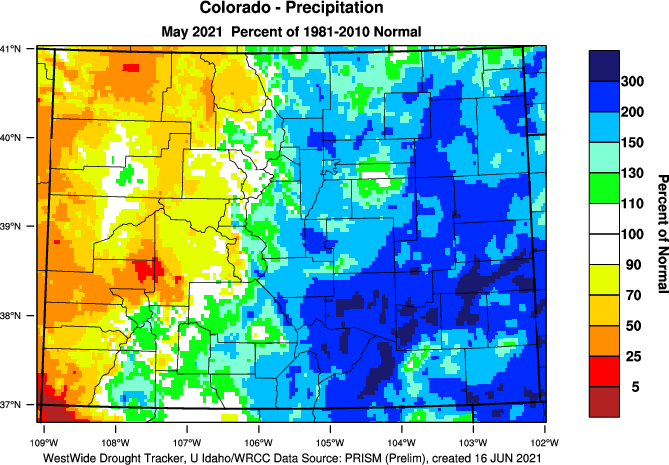 Colorado - Precipitation
May 2021 Percent of 1981-2010 Normal
41°N
40°N
39°N
38°N
37°N
109°W 108°W 107°W 106°W 105°W 104°W 103°W 102°W
300
200
150
130
110
100
90
70
50
25
5
Percent of Normal
WestWide Drought Tracker, U Idaho/WRCC Data Source: PRISM (Prelim), created 16 JUN 2021